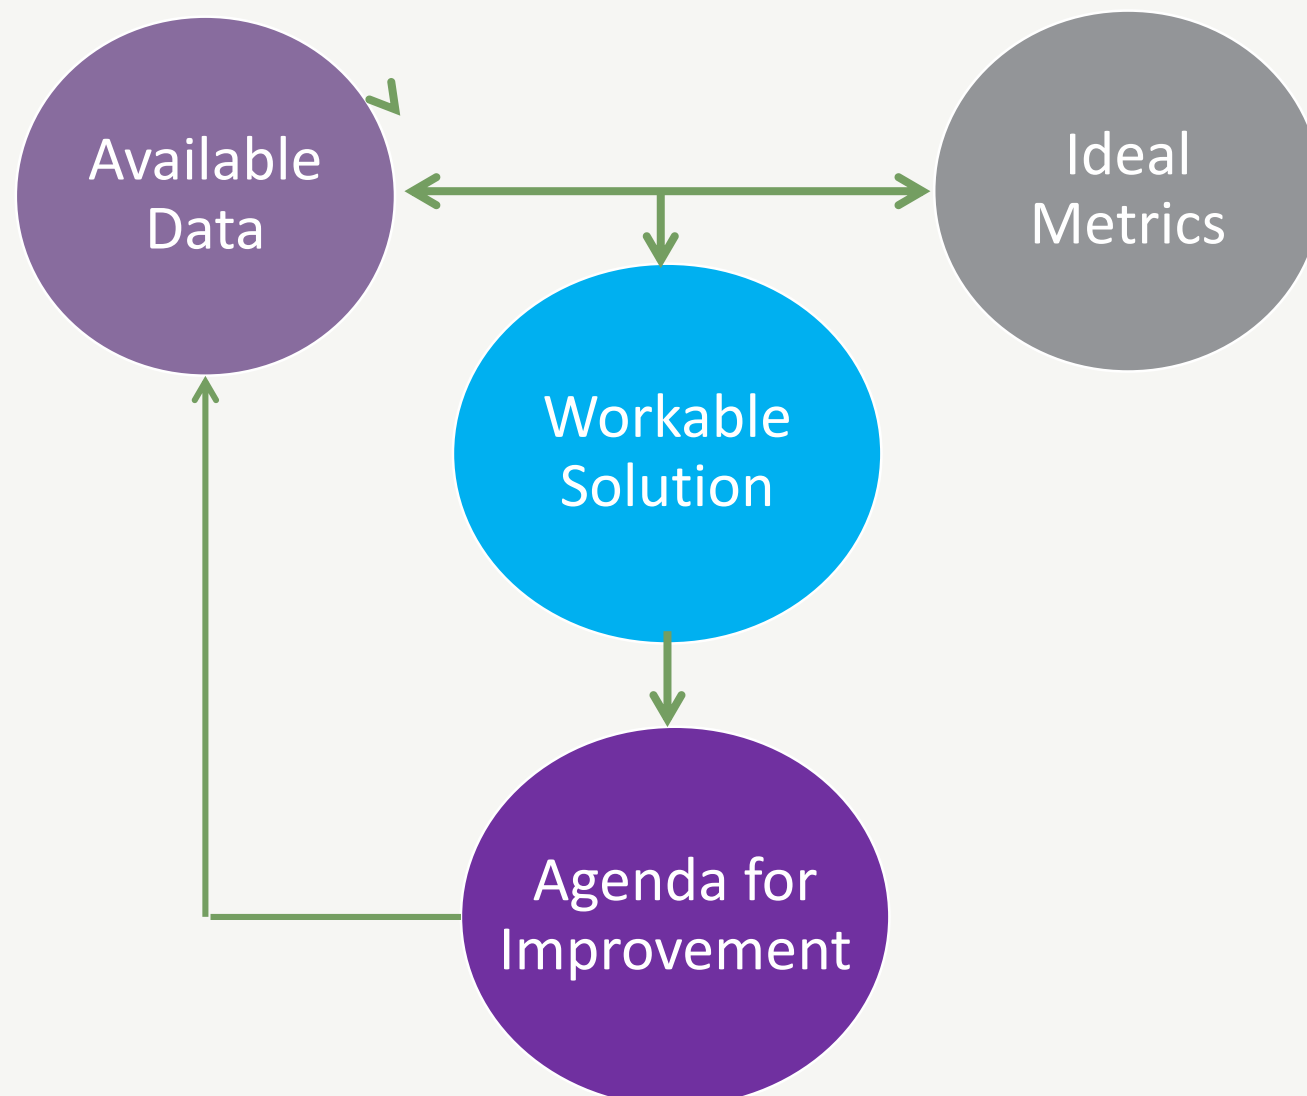 Available
Data
Ideal
Metrics
Workable
Solution
Agenda for
Improvement